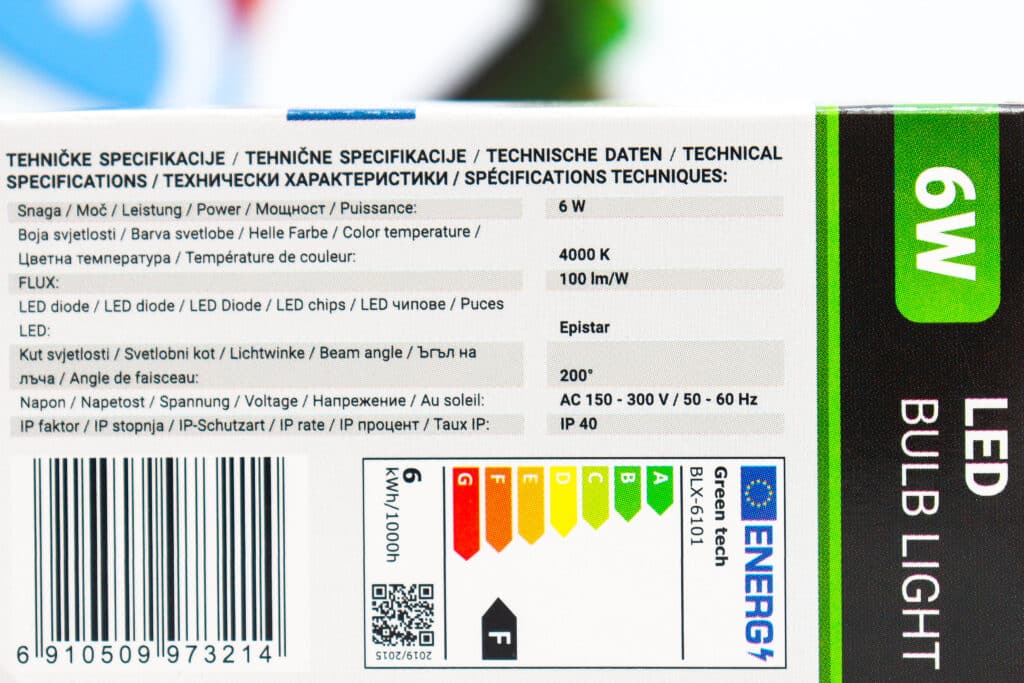 TEHNIČKE SPECIFIKACIJE / TEHNIČNE SPECIFIKACIJE / TECHNISCHE DATEN / TECHNICAL
SPECIFICATIONS / ТЕХНИЧЕСКИ ХАРАКТЕРИСТИКИ / SPÉCIFICATIONS TECHNIQUES:
Snaga / Moč / Leistung / Power / Мощност / Puissance: 6 W
Boja svjetlosti / Barva svetlobe / Helle Farbe / Color temperature /
Цветна температура / Température de couleur: 4000 K
FLUX: 100 lm/W
LED diode / LED diode / LED Diode / LED chips / LED чипове / Puces
LED: Epistar
Kut svjetlosti / Svetlobni kot / Lichtwinke / Beam angle / Ъгъл на
лъча / Angle de faisceau: 200°
Napon / Napetost / Spannung / Voltage / Напрежение / Au soleil: AC 150 - 300 V / 50 - 60 Hz
IP faktor / IP stopnja / IP-Schutzart / IP rate / IP процент / Taux IP: IP 40
6 910509 973214
ENERG
Green tech
BLX-6101
A
B
C
D
E
F
G
F
6
kWh/1000h
2019/2015
6W
LED
BULB LIGHT